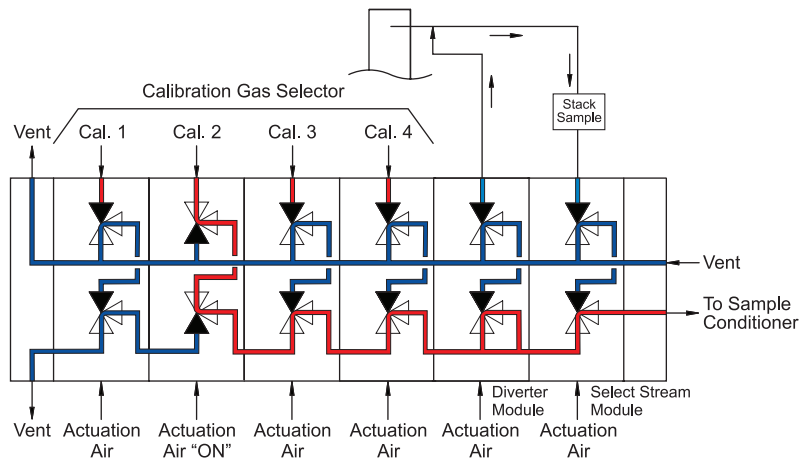 Calibration Gas Selector
Stack
Sample
Vent
Cal. 1
Cal. 2
Cal. 3
Cal. 4
Vent
To Sample
Conditioner
Diverter
Module
Select Stream
Module
Vent
Actuation
Air
Actuation
Air “ON”
Actuation
Air
Actuation
Air
Actuation
Air
Actuation
Air